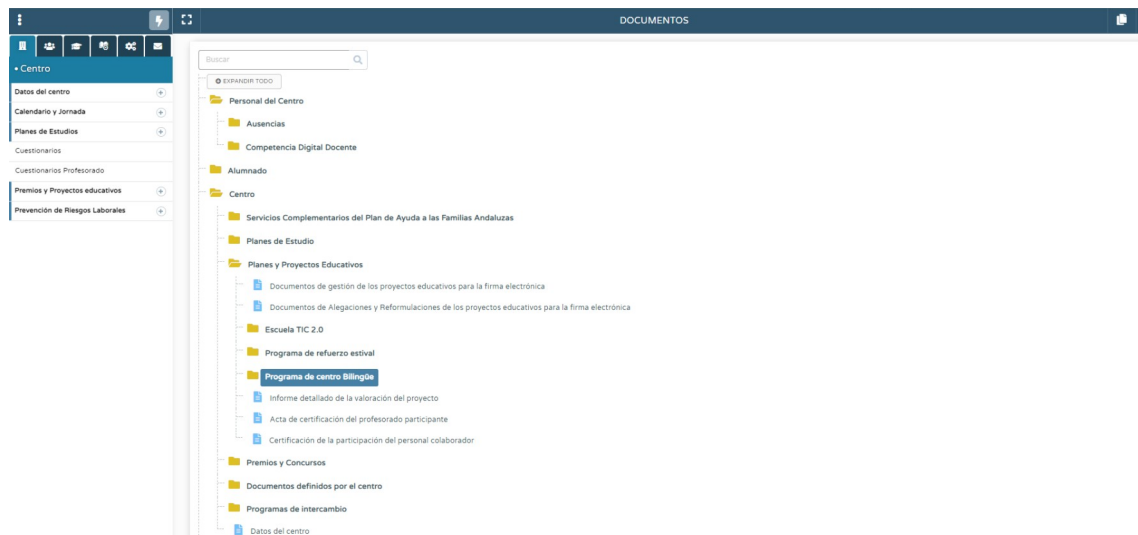 DOCUMENTOS
• Centro
Datos del centro
Calendario y Jornada
Planes de Estudios
Cuestionarios
Cuestionarios Profesorado
Premios y Proyectos educativos
Prevención de Riesgos Laborales
Buscar
EXPANDIR TODO
Personal del Centro
Ausencias
Competencia Digital Docente
Alumnado
Centro
Servicios Complementarios del Plan de Ayuda a las Familias Andaluzas
Planes de Estudio
Planes y Proyectos Educativos
Documentos de gestión de los proyectos educativos para la firma electrónica
Documentos de Alegaciones y Reformulaciones de los proyectos educativos para la firma electrónica
Escuela TIC 2.0
Programa de refuerzo estival
Programa de centro Bilingüe
Informe detallado de la valoración del proyecto
Acta de certificación del profesorado participante
Certificación de la participación del personal colaborador
Premios y Concursos
Documentos definidos por el centro
Programas de intercambio
Datos del centro